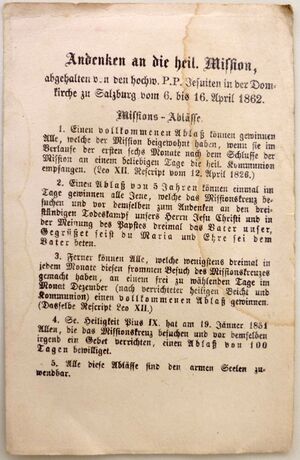 Andenken an die heil. Mission,
abgehalten von den hochw. P.P. Jesuiten in der Dom-
kirche zu Salzburg vom 6. bis 16. April 1862.
Missions-Ablässe.
1. Einen vollkommenen Ablaß können gewinnen
Alle, welche der Mission beigewohnt haben, wenn sie im
Verlaufe der ersten sechs Monate nach dem Schlusse der
Mission an einem beliebigen Tage die hl. Kommunion
empfangen. (Leo XII. Rescript vom 12. April 1826.)
2. Einen Ablaß von 5 Jahren können einmal im
Tage gewinnen alle Jene, welche das Missionskreuz be-
suchen und vor demselben zum Andenken an den drei-
stündigen Todeskampf unsers Herrn Jesu Christi und in
der Meinung des Papstes dreimal das Vater unser,
Gegrüßet seist du Maria und Ehre sei dem
Vater beten.
3. Ferner können Alle, welche wenigstens dreimal in
jedem Monate diesen frommen Besuch des Missionskreuzes
gemacht haben, an einem frei zu wählenden Tage im
Monat Dezember (nach verrichteter heiligen Beicht und
Kommunion) einen vollkommenen Ablaß gewinnen.
(Dasselbe Rescript Leo XII.)
4. Se. Heiligkeit Pius IX. hat am 19. Jänner 1851
Allen, die das Missionskreuz besuchen und vor demselben
irgend ein Gebet verrichten, einen Ablaß von 100
Tagen bewilliget.
5. Alle diese Ablässe sind den armen Seelen zu-
wendbar.